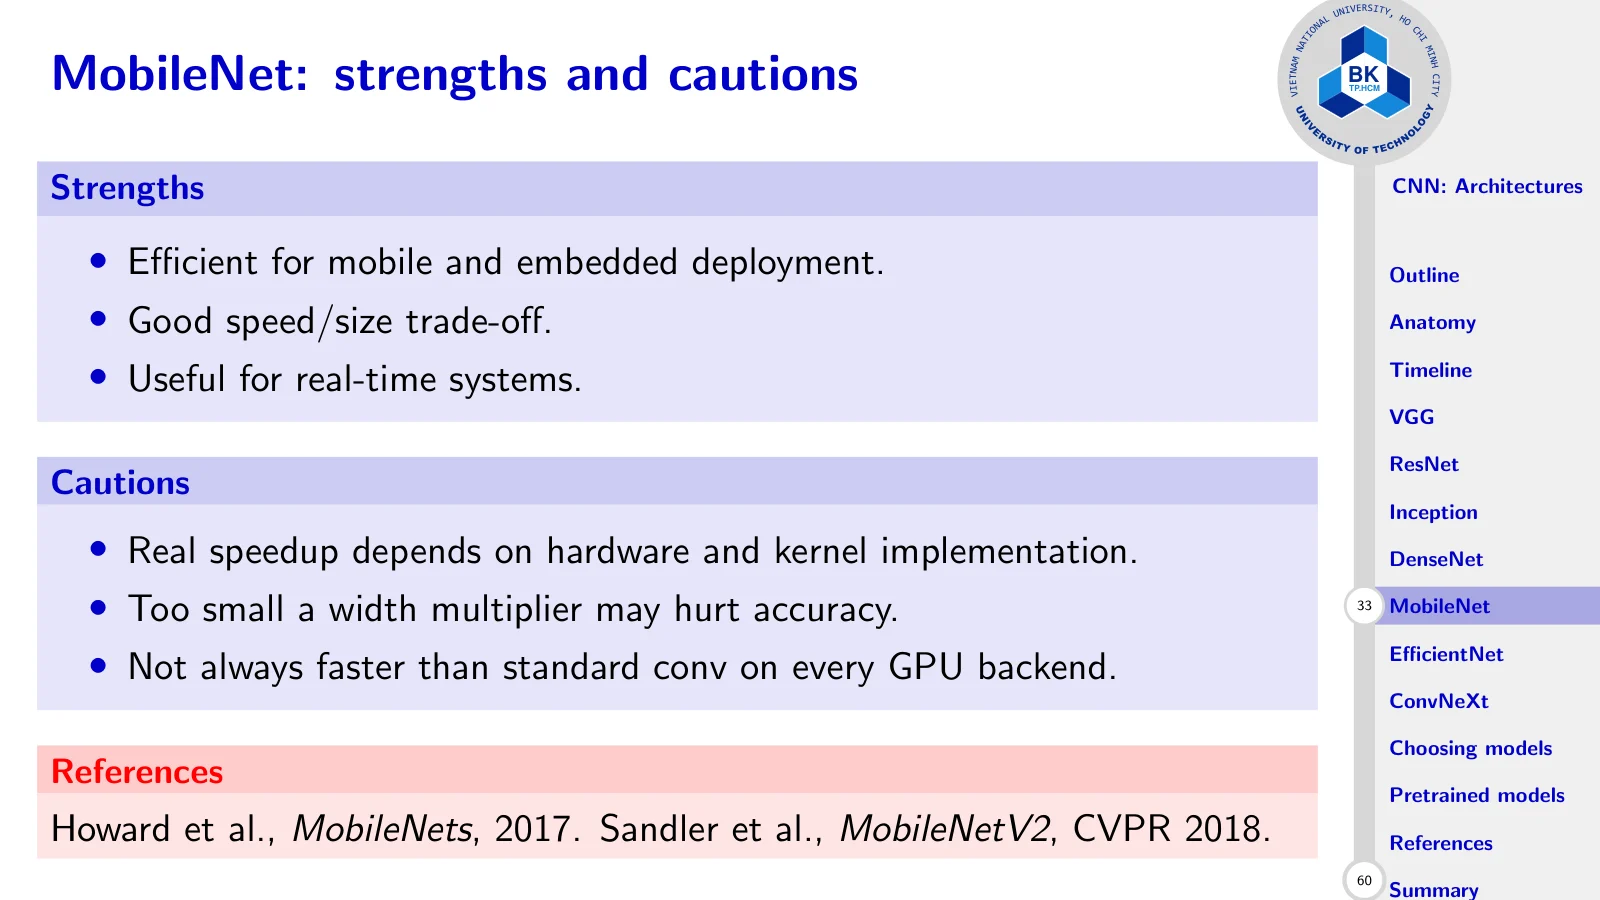 MobileNet: strengths and cautions
Strengths
• Efficient for mobile and embedded deployment.
• Good speed/size trade-off.
• Useful for real-time systems.
Cautions
• Real speedup depends on hardware and kernel implementation.
• Too small a width multiplier may hurt accuracy.
• Not always faster than standard conv on every GPU backend.
References
Howard et al., MobileNets, 2017. Sandler et al., MobileNetV2, CVPR 2018.
VIETNAM NATIONAL UNIVERSITY, HO CHI MINH CITY
BK
TP.HCM
UNIVERSITY OF TECHNOLOGY
CNN: Architectures
Outline
Anatomy
Timeline
VGG
ResNet
Inception
DenseNet
33 MobileNet
EfficientNet
ConvNeXt
Choosing models
Pretrained models
References
60 Summary